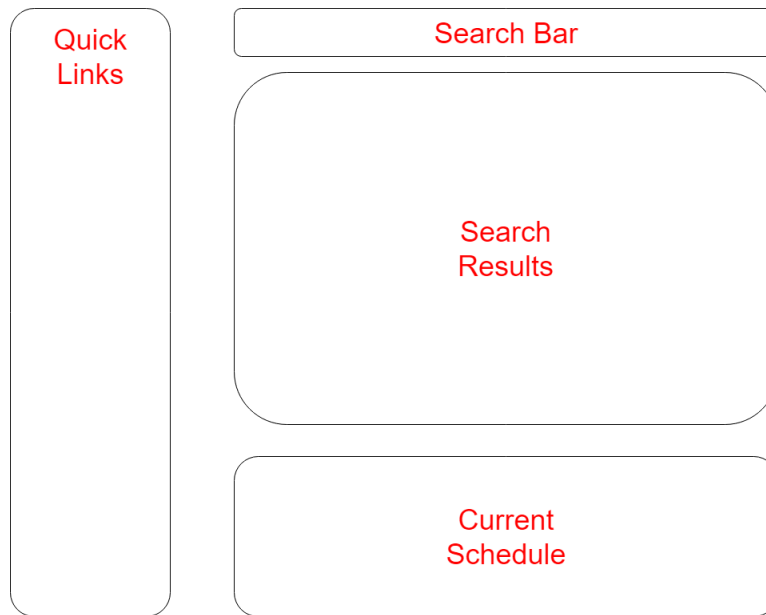 Quick
Links
Search Bar
Search
Results
Current
Schedule